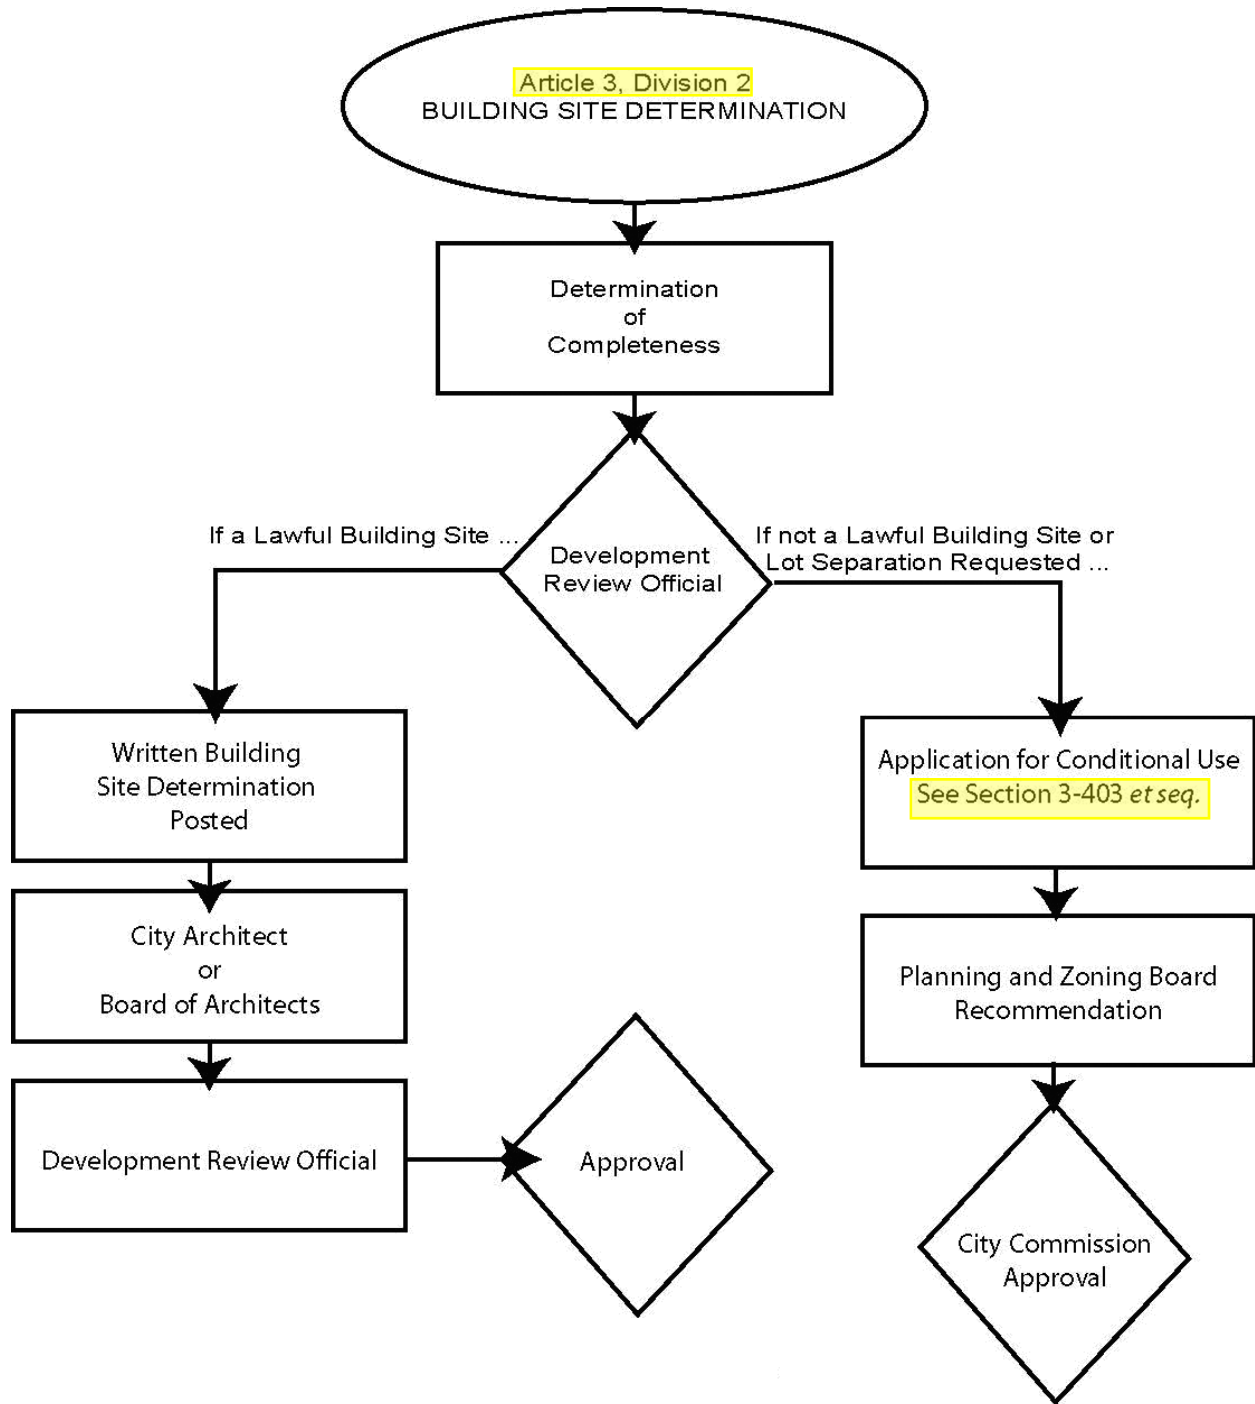 Article 3, Division 2
BUILDING SITE DETERMINATION
Determination
of
Completeness
If a Lawful Building Site ...
If not a Lawful Building Site or
Lot Separation Requested ...
Development
Review Official
Written Building
Site Determination
Posted
Application for Conditional Use
See Section 3-403 et seq.
City Architect
or
Board of Architects
Planning and Zoning Board
Recommendation
Development Review Official
Approval
City Commission
Approval